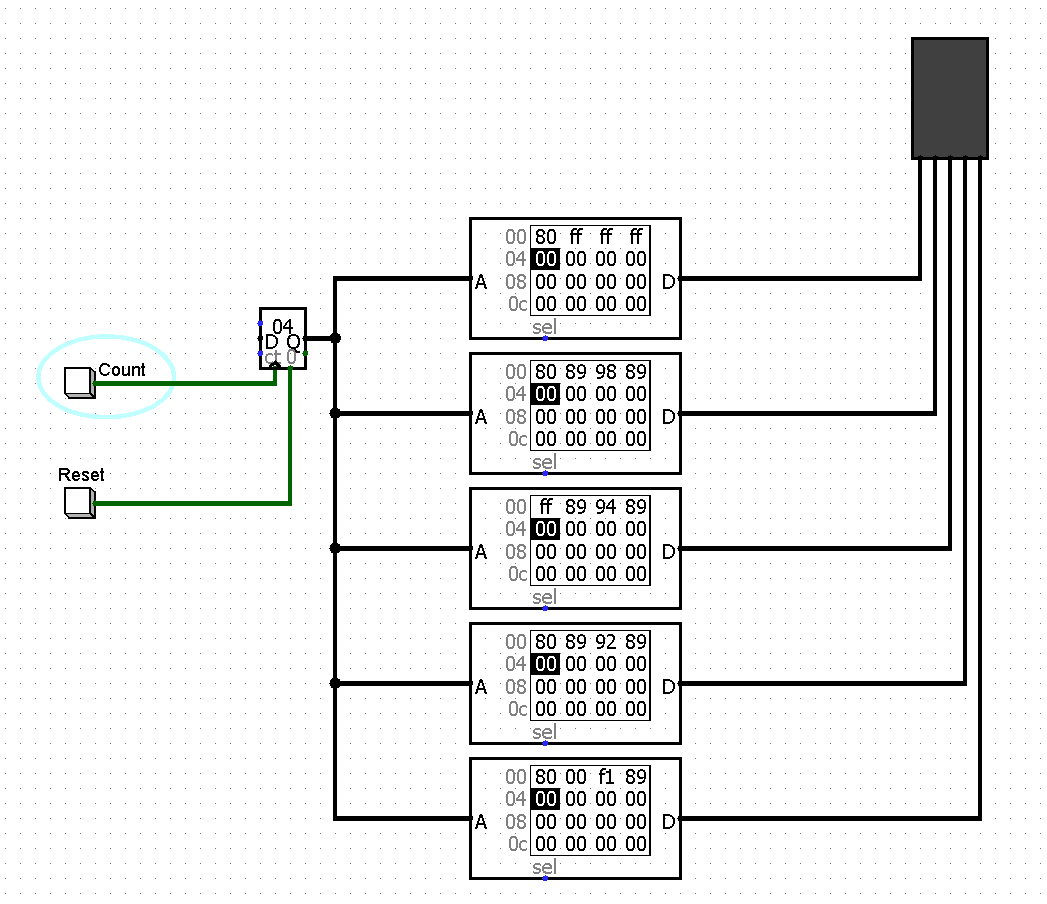 00 80 ff ff ff
04 00 00 00 00
A 08 00 00 00 00 D
0c 00 00 00 00
sel
04
D Q
ct 0
Count
00 80 89 98 89
04 00 00 00 00
A 08 00 00 00 00 D
0c 00 00 00 00
sel
Reset
00 ff 89 94 89
04 00 00 00 00
A 08 00 00 00 00 D
0c 00 00 00 00
sel
00 80 89 92 89
04 00 00 00 00
A 08 00 00 00 00 D
0c 00 00 00 00
sel
00 80 00 f1 89
04 00 00 00 00
A 08 00 00 00 00 D
0c 00 00 00 00
sel